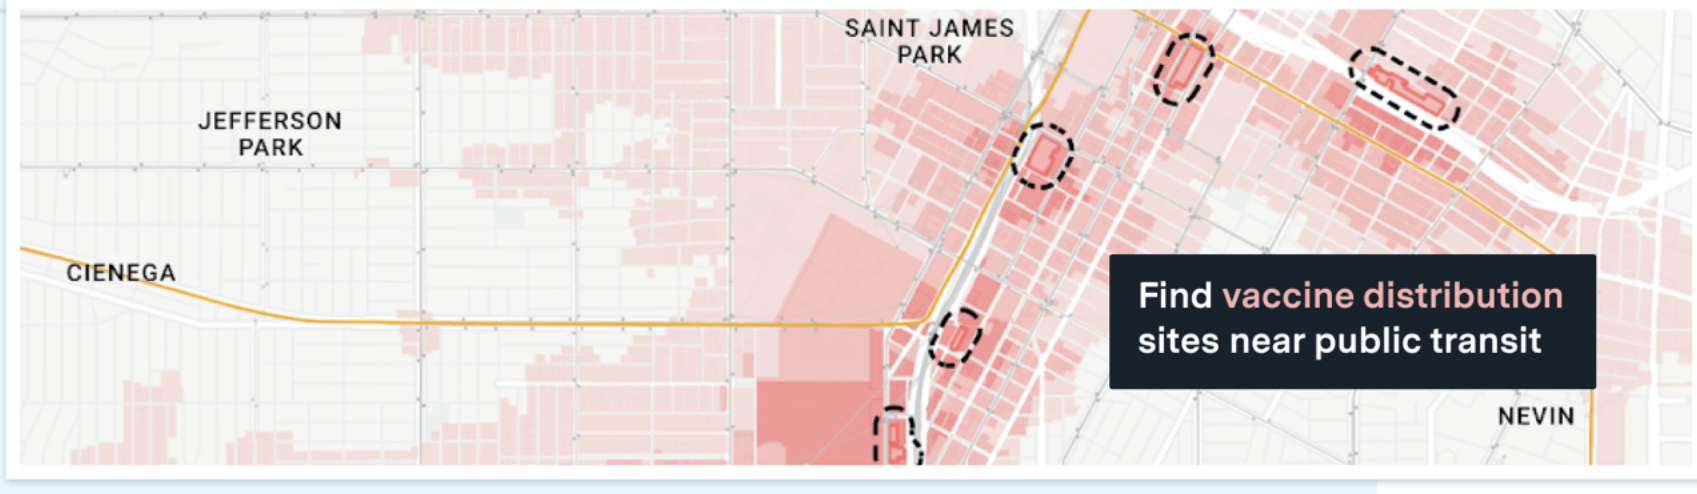 SAINT JAMES
PARK
JEFFERSON
PARK
CIENEGA
Find vaccine distribution
sites near public transit
NEVIN